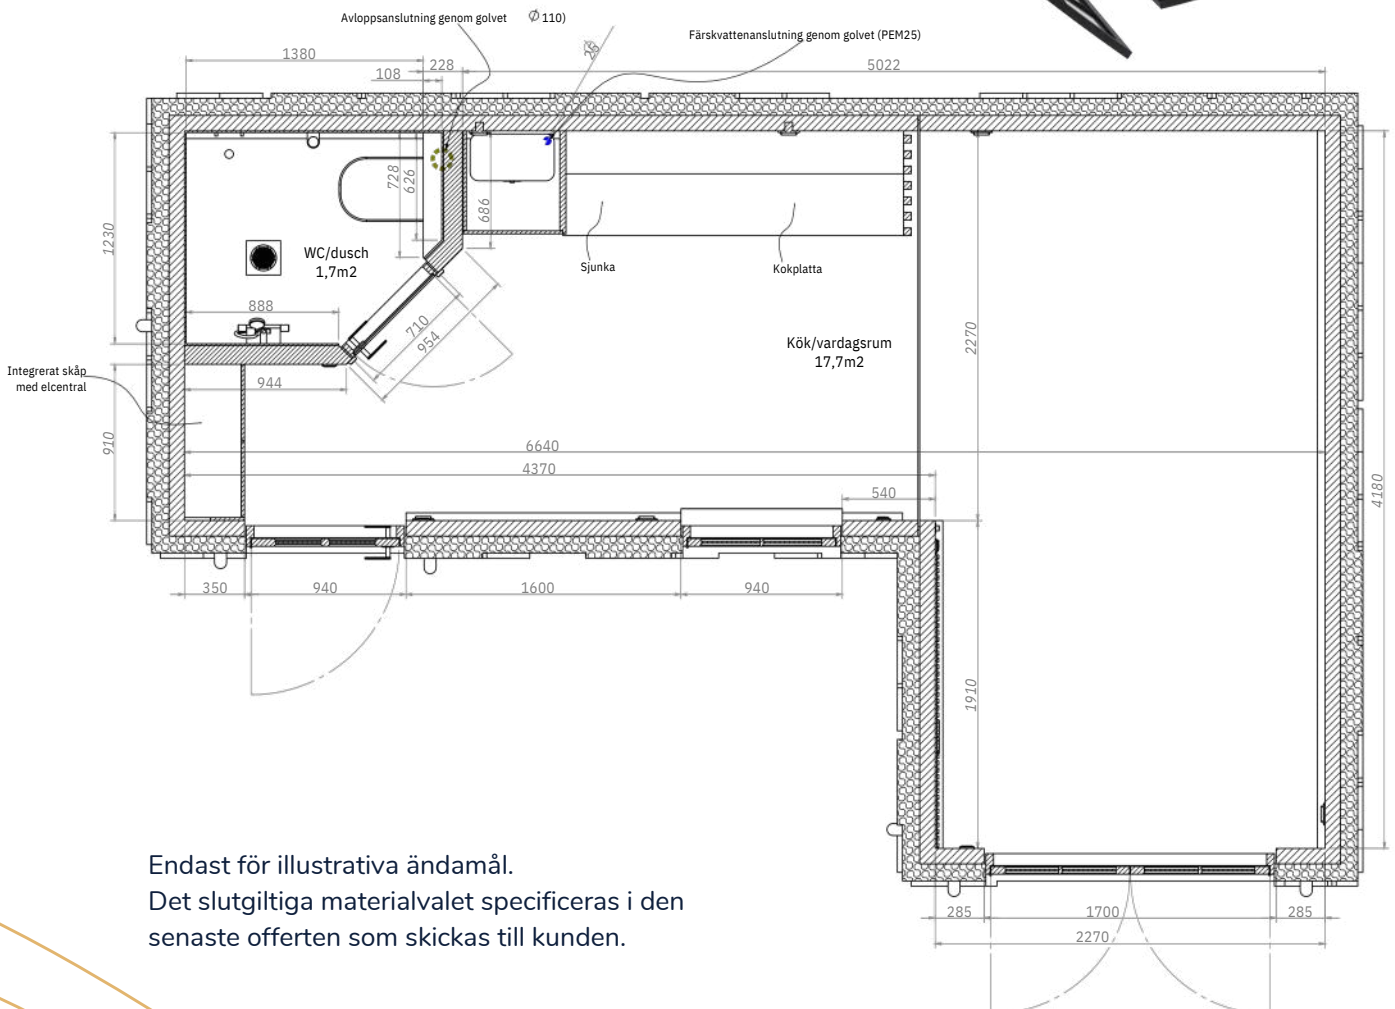 Avloppsanslutning genom golvet ∅ 110)
Färskvattenanslutning genom golvet (PEM25)
1380
228
108
5022
728
626
686
1230
WC/dusch
1,7m2
888
Sjunka
Kokplatta
710
954
2270
Kök/vardagsrum
17,7m2
Integrerat skåp
med elcentral
944
910
6640
4370
540
4180
350
940
1600
940
1910
285
1700
285
2270
Endast för illustrativa ändamål.
Det slutgiltiga materialvalet specificeras i den
senaste offerten som skickas till kunden.